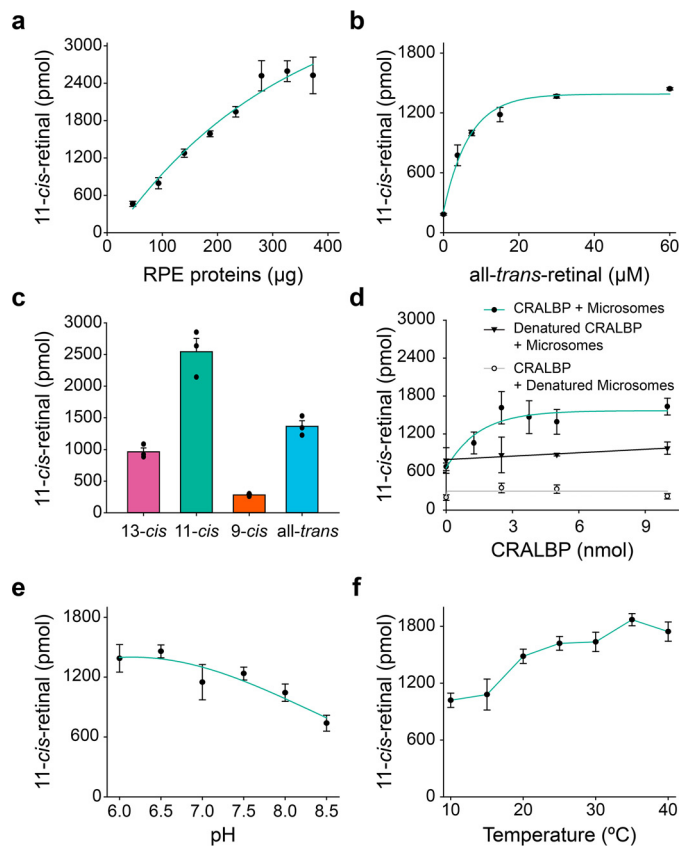 a
11-cis-retinal (pmol)
3000
2400
1800
1200
600
0
0 100 200 300 400
RPE proteins (μg)
b
11-cis-retinal (pmol)
1800
1200
600
0
0 20 40 60
all-trans-retinal (μM)
c
11-cis-retinal (pmol)
3000
2500
2000
1500
1000
500
0
13-cis 11-cis 9-cis all-trans
d
CRALBP + Microsomes
Denatured CRALBP
+ Microsomes
CRALBP
+ Denatured Microsomes
11-cis-retinal (pmol)
3000
2400
1800
1200
600
0
0 3 6 9
CRALBP (nmol)
e
11-cis-retinal (pmol)
1800
1200
600
0
6.0 6.5 7.0 7.5 8.0 8.5
pH
f
11-cis-retinal (pmol)
1800
1200
600
0
10 20 30 40
Temperature (ºC)